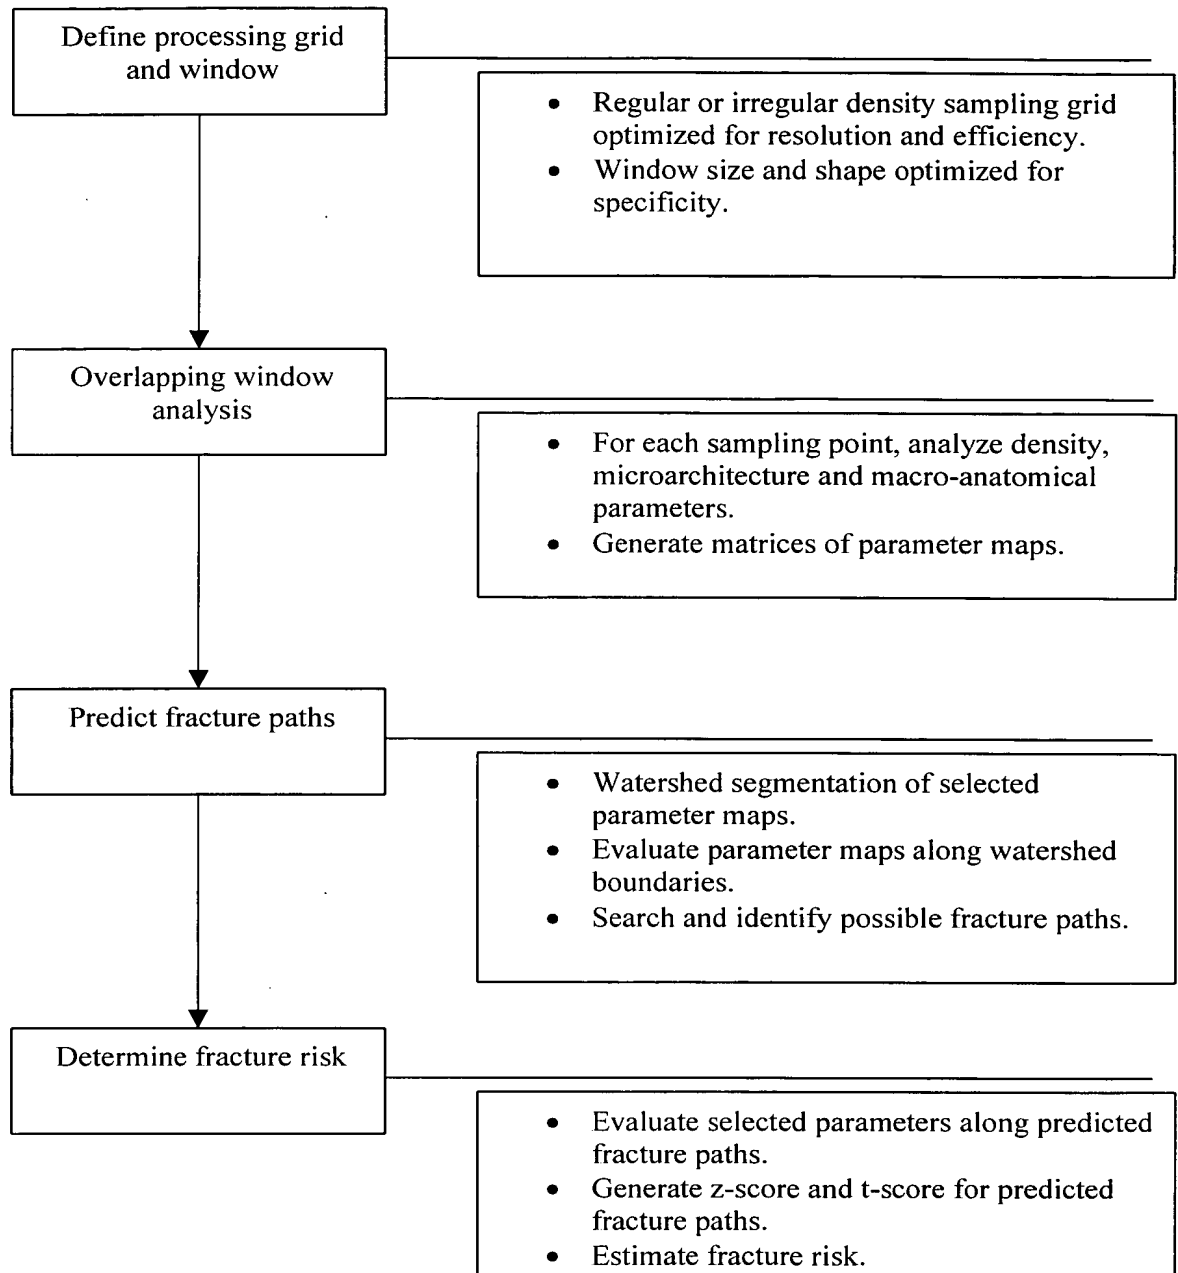 Define processing grid
and window
• Regular or irregular density sampling grid
optimized for resolution and efficiency.
• Window size and shape optimized for
specificity.
Overlapping window
analysis
• For each sampling point, analyze density,
microarchitecture and macro-anatomical
parameters.
• Generate matrices of parameter maps.
Predict fracture paths
• Watershed segmentation of selected
parameter maps.
• Evaluate parameter maps along watershed
boundaries.
• Search and identify possible fracture paths.
Determine fracture risk
• Evaluate selected parameters along predicted
fracture paths.
• Generate z-score and t-score for predicted
fracture paths.
• Estimate fracture risk.